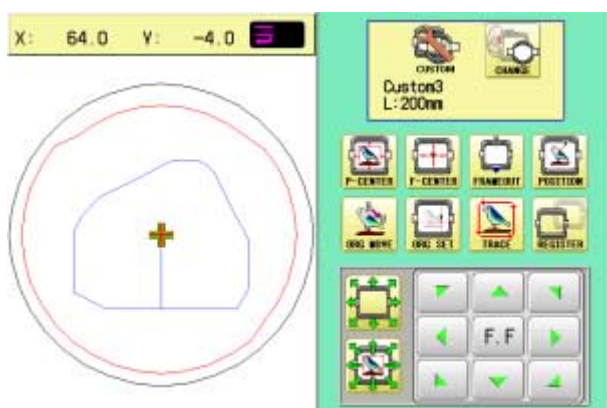 X: 64.0 Y: -4.0
CUSTOM CHANGE
Custom3
L:200mm
P-CENTER F-CENTER FRAMEOUT POSITION
ORG MOVE ORG SET TRACE REGISTER
F.F